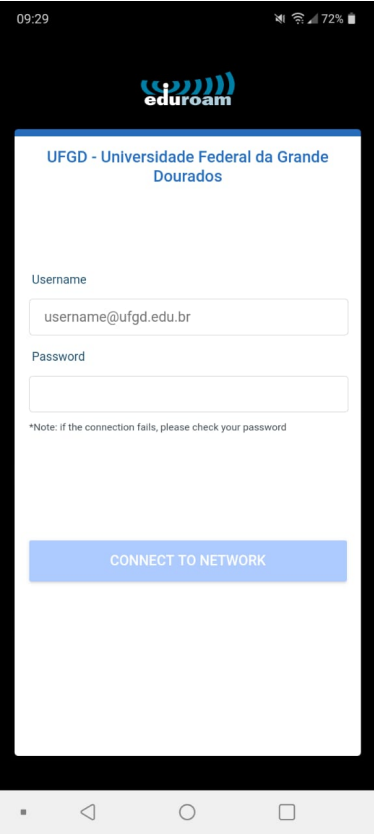 09:29
72%
eduroam
UFGD - Universidade Federal da Grande
Dourados
Username
username@ufgd.edu.br
Password
*Note: if the connection fails, please check your password
CONNECT TO NETWORK